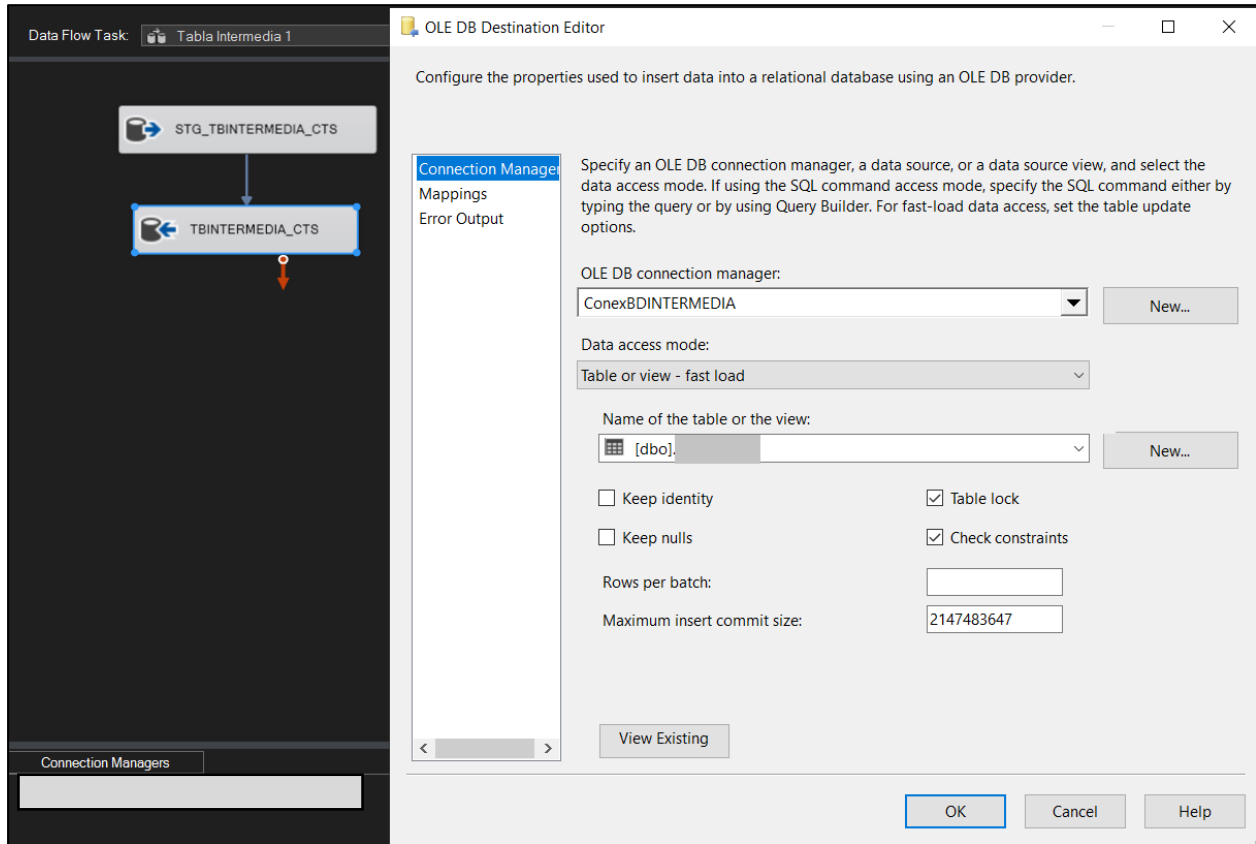 Data Flow Task: Tabla Intermedia 1
STG_TBINTERMEDIA_CTS
TBINTERMEDIA_CTS
Connection Managers
OLE DB Destination Editor
Configure the properties used to insert data into a relational database using an OLE DB provider.
Connection Manager
Mappings
Error Output
Specify an OLE DB connection manager, a data source, or a data source view, and select the
data access mode. If using the SQL command access mode, specify the SQL command either by
typing the query or by using Query Builder. For fast-load data access, set the table update
options.
OLE DB connection manager:
ConexBDINTERMEDIA
New...
Data access mode:
Table or view - fast load
Name of the table or the view:
[dbo].
New...
Keep identity
Table lock
Keep nulls
Check constraints
Rows per batch:
Maximum insert commit size:
2147483647
View Existing
OK
Cancel
Help